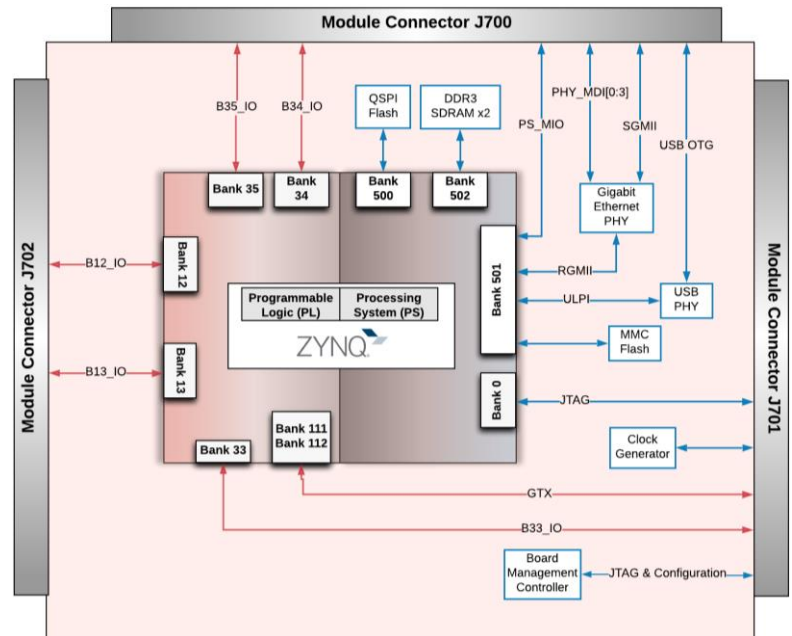 Module Connector J700
B35_IO
B34_IO
QSPI
Flash
DDR3
SDRAM x2
PS_MIO
PHY_MDI[0:3]
SGMII
USB OTG
Bank 35
Bank
34
Bank
500
Bank
502
Gigabit
Ethernet
PHY
Module Connector J702
B12_IO
Bank 12
Bank 501
RGMII
ULPI
USB
PHY
Programmable
Logic (PL)
Processing
System (PS)
ZYNQ
MMC
Flash
Module Connector J701
B13_IO
Bank 13
Bank 0
JTAG
Bank 33
Bank 111
Bank 112
Clock
Generator
GTX
B33_IO
Board
Management
Controller
JTAG & Configuration